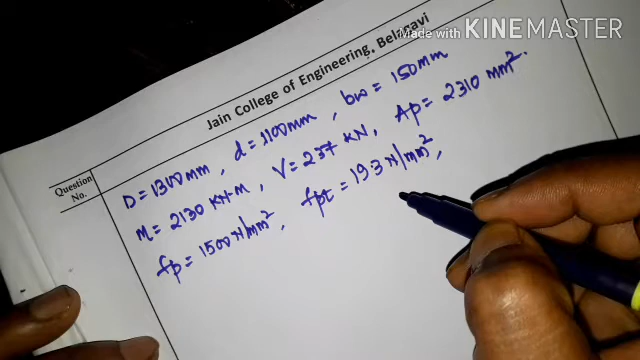 Made with KINEMASTER
Jain College of Engineering, Belagavi
Question No.
D = 1300 mm, d = 1100 mm, bw = 150 mm
M = 2130 KN-M, V = 237 KN, Ap = 2310 mm².
fp = 1500 N/mm², fpt = 19.3 N/mm²,